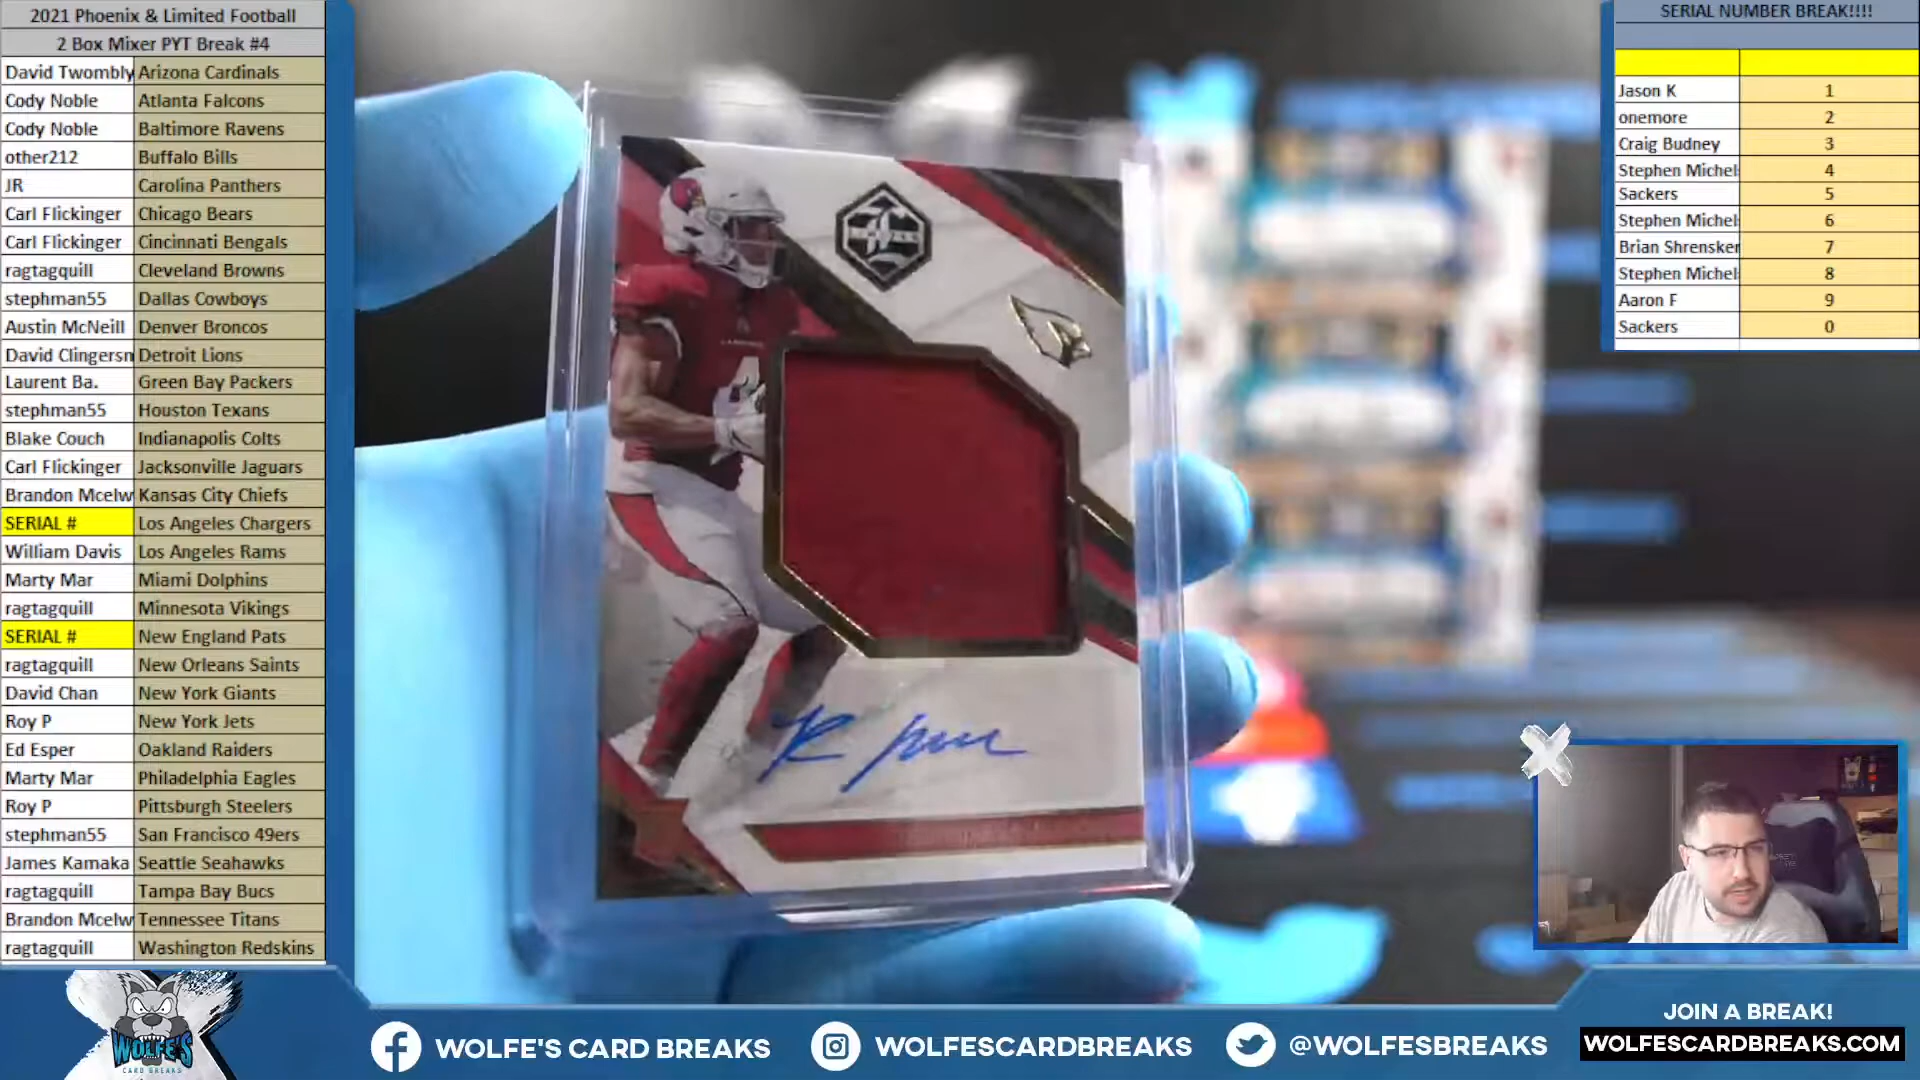 2021 Phoenix & Limited Football
2 Box Mixer PYT Break #4
David Twombly Arizona Cardinals
Cody Noble Atlanta Falcons
Cody Noble Baltimore Ravens
other212 Buffalo Bills
JR Carolina Panthers
Carl Flickinger Chicago Bears
Carl Flickinger Cincinnati Bengals
ragtagquill Cleveland Browns
stephman55 Dallas Cowboys
Austin McNeill Denver Broncos
David Clingersn Detroit Lions
Laurent Ba. Green Bay Packers
stephman55 Houston Texans
Blake Couch Indianapolis Colts
Carl Flickinger Jacksonville Jaguars
Brandon Mcelw Kansas City Chiefs
SERIAL # Los Angeles Chargers
William Davis Los Angeles Rams
Marty Mar Miami Dolphins
ragtagquill Minnesota Vikings
SERIAL # New England Pats
ragtagquill New Orleans Saints
David Chan New York Giants
Roy P New York Jets
Ed Esper Oakland Raiders
Marty Mar Philadelphia Eagles
Roy P Pittsburgh Steelers
stephman55 San Francisco 49ers
James Kamaka Seattle Seahawks
ragtagquill Tampa Bay Bucs
Brandon Mcelw Tennessee Titans
ragtagquill Washington Redskins
SERIAL NUMBER BREAK!!!!
Jason K 1
onemore 2
Craig Budney 3
Stephen Michel 4
Sackers 5
Stephen Michel 6
Brian Shrensker 7
Stephen Michel 8
Aaron F 9
Sackers 0
WOLFE'S
CARD BREAKS
WOLFE'S CARD BREAKS
WOLFESCARDBREAKS
@WOLFESBREAKS
JOIN A BREAK!
WOLFESCARDBREAKS.COM